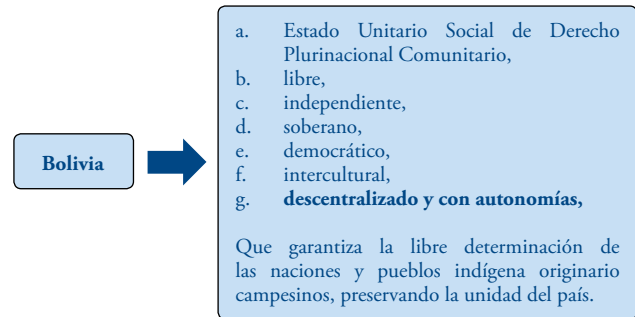 Bolivia
a. Estado Unitario Social de Derecho
Plurinacional Comunitario,
b. libre,
c. independiente,
d. soberano,
e. democrático,
f. intercultural,
g. descentralizado y con autonomías,
Que garantiza la libre determinación de
las naciones y pueblos indígena originario
campesinos, preservando la unidad del país.